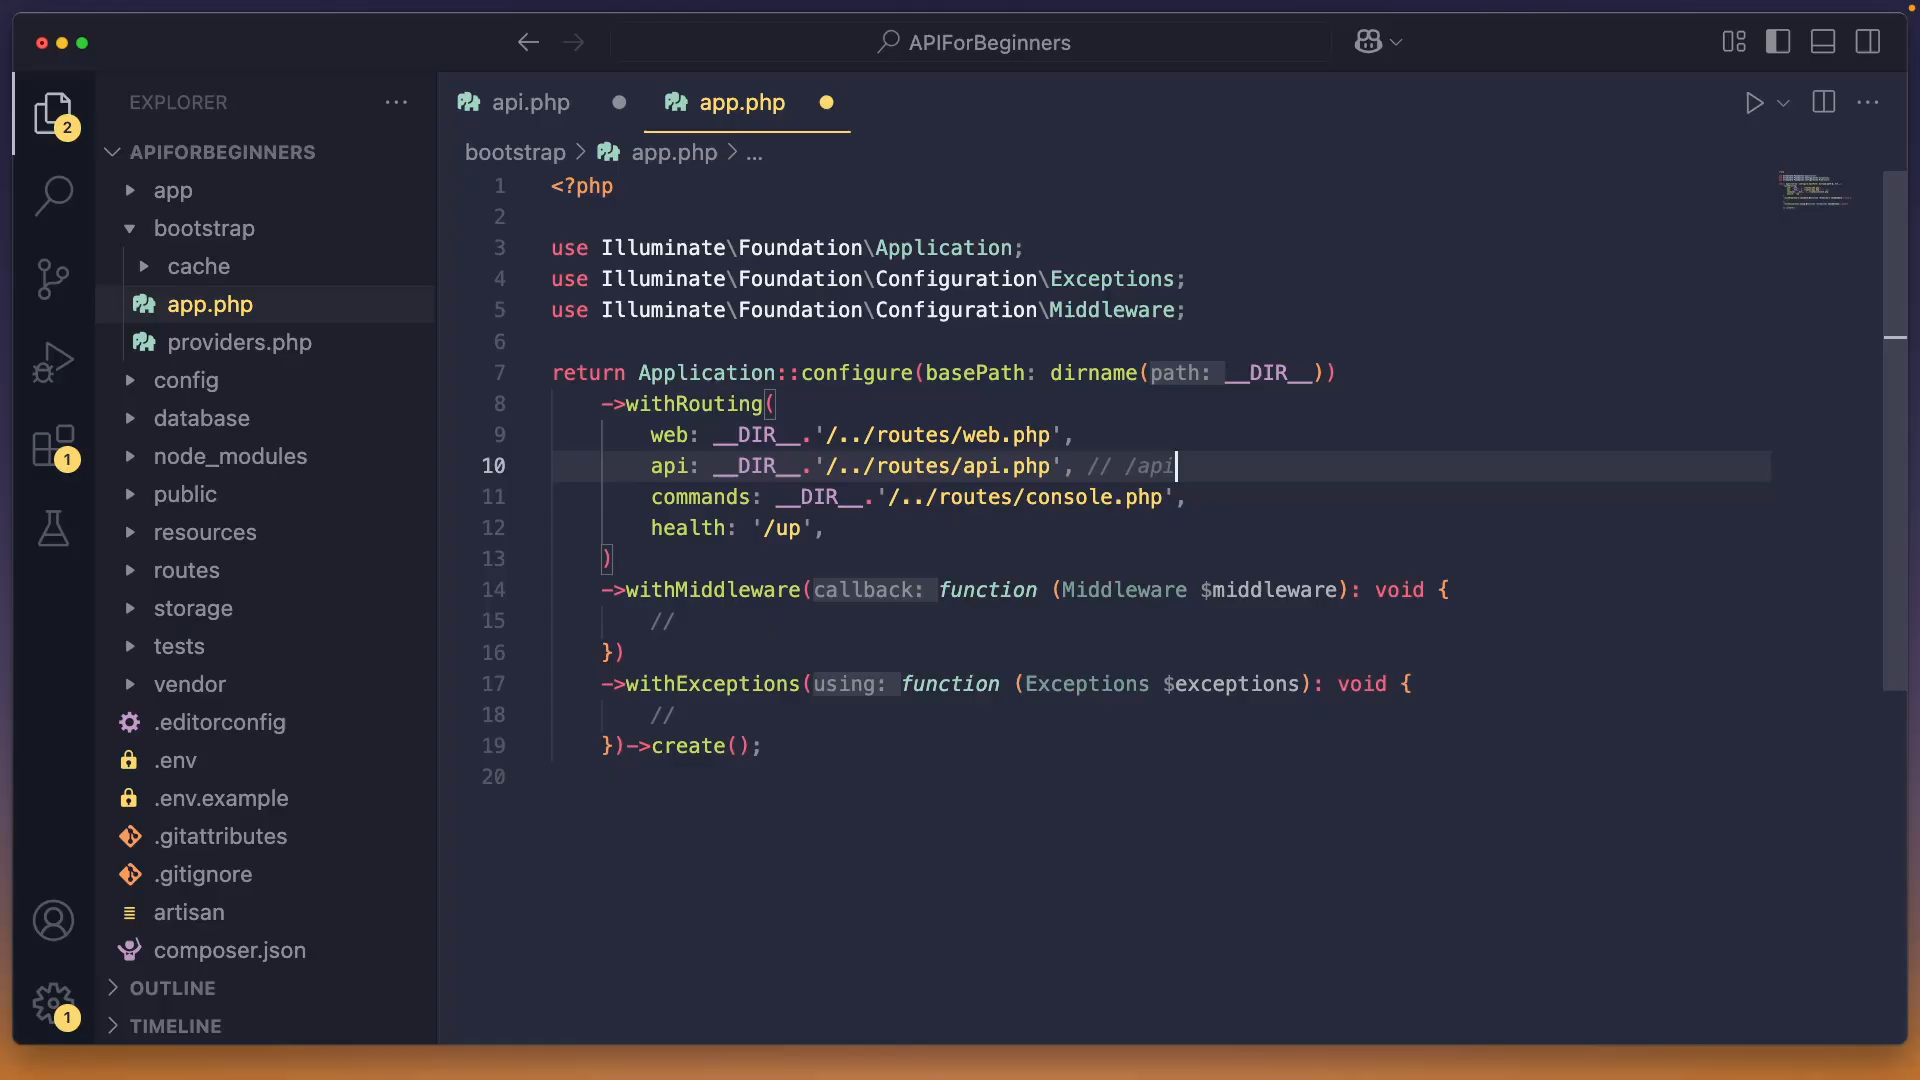 APIForBeginners
EXPLORER
2
APIFORBEGINNERS
app
bootstrap
cache
app.php
providers.php
config
database
node_modules
1
public
resources
routes
storage
tests
vendor
.editorconfig
.env
.env.example
.gitattributes
.gitignore
artisan
composer.json
OUTLINE
1
TIMELINE
api.php
app.php
bootstrap > app.php > ...
1 <?php
2
3 use Illuminate\Foundation\Application;
4 use Illuminate\Foundation\Configuration\Exceptions;
5 use Illuminate\Foundation\Configuration\Middleware;
6
7 return Application::configure(basePath: dirname(path: __DIR__))
8 ->withRouting(
9 web: __DIR__.'/../routes/web.php',
10 api: __DIR__.'/../routes/api.php', // /api
11 commands: __DIR__.'/../routes/console.php',
12 health: '/up',
13 )
14 ->withMiddleware(callback: function (Middleware $middleware): void {
15 //
16 })
17 ->withExceptions(using: function (Exceptions $exceptions): void {
18 //
19 })->create();
20